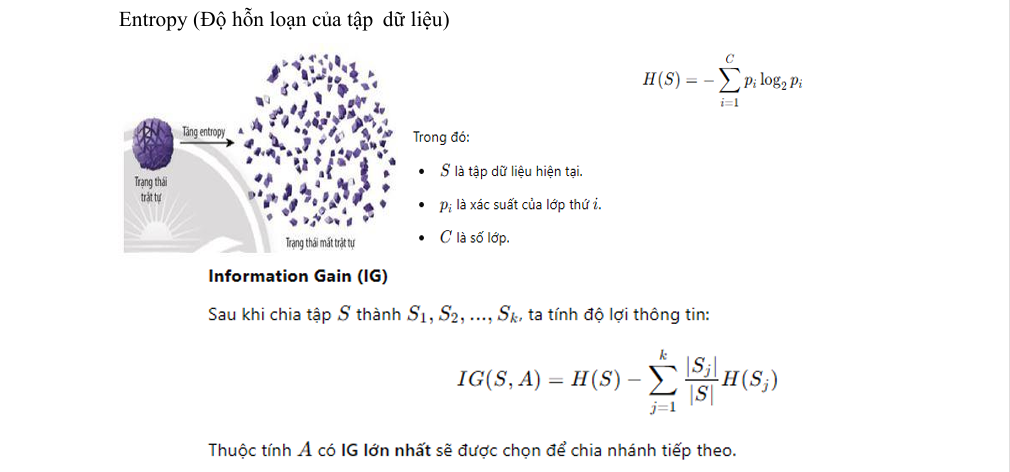 Entropy (Độ hỗn loạn của tập dữ liệu)
H(S) = −∑_{i=1}^{C} p_i log_2 p_i
Tăng entropy
Trạng thái
trật tự
Trạng thái mất trật tự
Trong đó:
• S là tập dữ liệu hiện tại.
• p_i là xác suất của lớp thứ i.
• C là số lớp.
Information Gain (IG)
Sau khi chia tập S thành S_1, S_2, ..., S_k, ta tính độ lợi thông tin:
IG(S, A) = H(S) − ∑_{j=1}^{k} |S_j|/|S| H(S_j)
Thuộc tính A có IG lớn nhất sẽ được chọn để chia nhánh tiếp theo.